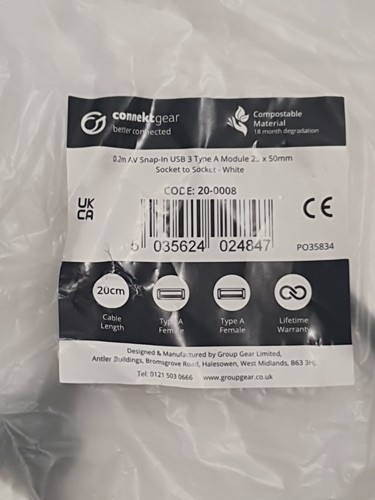 connektgear
better connected
Compostable
Material
18 month degradation
0.2m AV Snap-In USB 3 Type A Module x 50mm
Socket to Socket - White
CODE: 20-0008
UK
CA
CE
5 035624 024847
PO35834
20cm
Cable
Length
Type A
Female
Type A
Female
Lifetime
Warranty
Designed & Manufactured by Group Gear Limited,
Antler Buildings, Bromsgrove Road, Halesowen, West Midlands, B63 3HJ.
Tel: 0121 503 0666 www.groupgear.co.uk